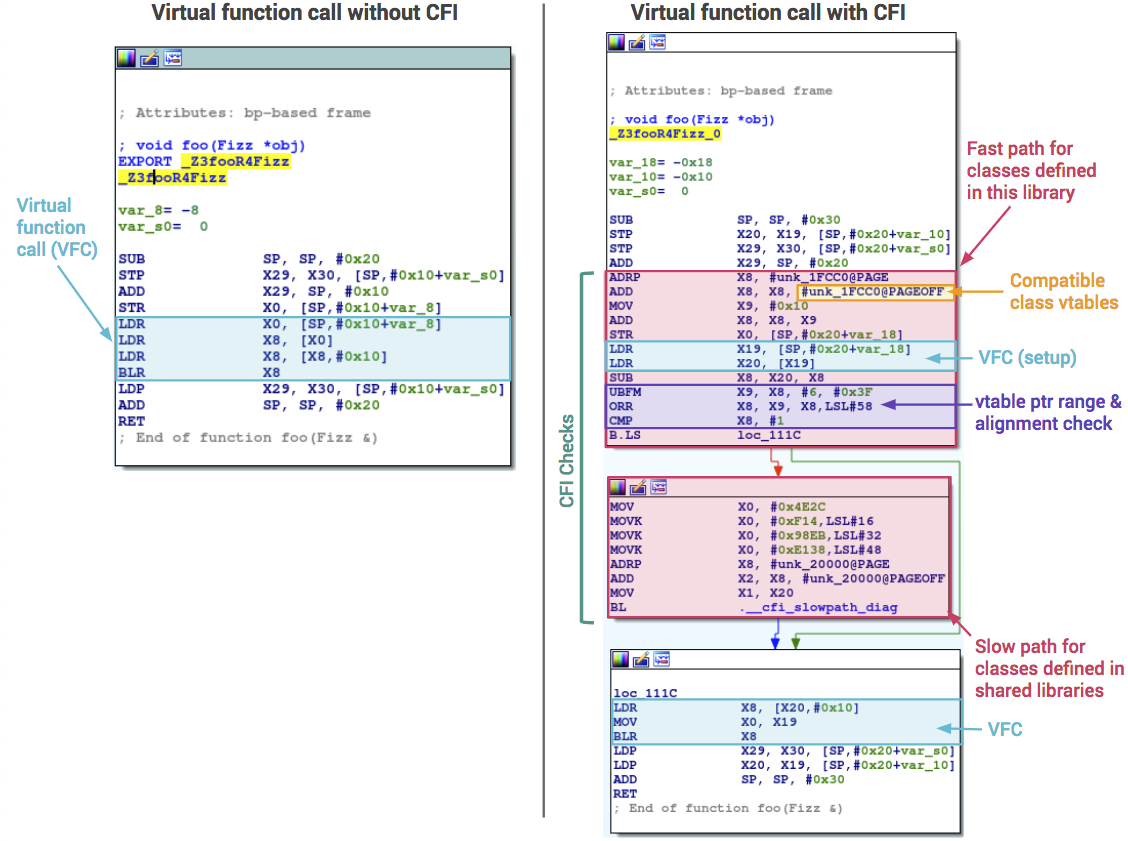 Virtual function call without CFI
; Attributes: bp-based frame
; void foo(Fizz *obj)
EXPORT _Z3fooR4Fizz
_Z3fooR4Fizz
var_8= -8
var_s0= 0
SUB SP, SP, #0x20
STP X29, X30, [SP,#0x10+var_s0]
ADD X29, SP, #0x10
STR X0, [SP,#0x10+var_8]
LDR X0, [SP,#0x10+var_8]
LDR X8, [X0]
LDR X8, [X8,#0x10]
BLR X8
LDP X29, X30, [SP,#0x10+var_s0]
ADD SP, SP, #0x20
RET
; End of function foo(Fizz &)
Virtual
function
call (VFC)
Virtual function call with CFI
; Attributes: bp-based frame
; void foo(Fizz *obj)
_Z3fooR4Fizz_0
var_18= -0x18
var_10= -0x10
var_s0= 0
SUB SP, SP, #0x30
STP X20, X19, [SP,#0x20+var_10]
STP X29, X30, [SP,#0x20+var_s0]
ADD X29, SP, #0x20
ADRP X8, #unk_1FCC0@PAGE
ADD X8, X8, #unk_1FCC0@PAGEOFF
MOV X9, #0x10
ADD X8, X8, X9
STR X0, [SP,#0x20+var_18]
LDR X19, [SP,#0x20+var_18]
LDR X20, [X19]
SUB X8, X20, X8
UBFM X9, X8, #6, #0x3F
ORR X8, X9, X8,LSL#58
CMP X8, #1
B.LS loc_111C
MOV X0, #0x4E2C
MOVK X0, #0xF14,LSL#16
MOVK X0, #0x98EB,LSL#32
MOVK X0, #0xE138,LSL#48
ADRP X8, #unk_20000@PAGE
ADD X2, X8, #unk_20000@PAGEOFF
MOV X1, X20
BL .__cfi_slowpath_diag
loc_111C
LDR X8, [X20,#0x10]
MOV X0, X19
BLR X8
LDP X29, X30, [SP,#0x20+var_s0]
LDP X20, X19, [SP,#0x20+var_10]
ADD SP, SP, #0x30
RET
; End of function foo(Fizz &)
CFI Checks
Fast path for
classes defined
in this library
Compatible
class vtables
VFC (setup)
vtable ptr range &
alignment check
Slow path for
classes defined in
shared libraries
VFC